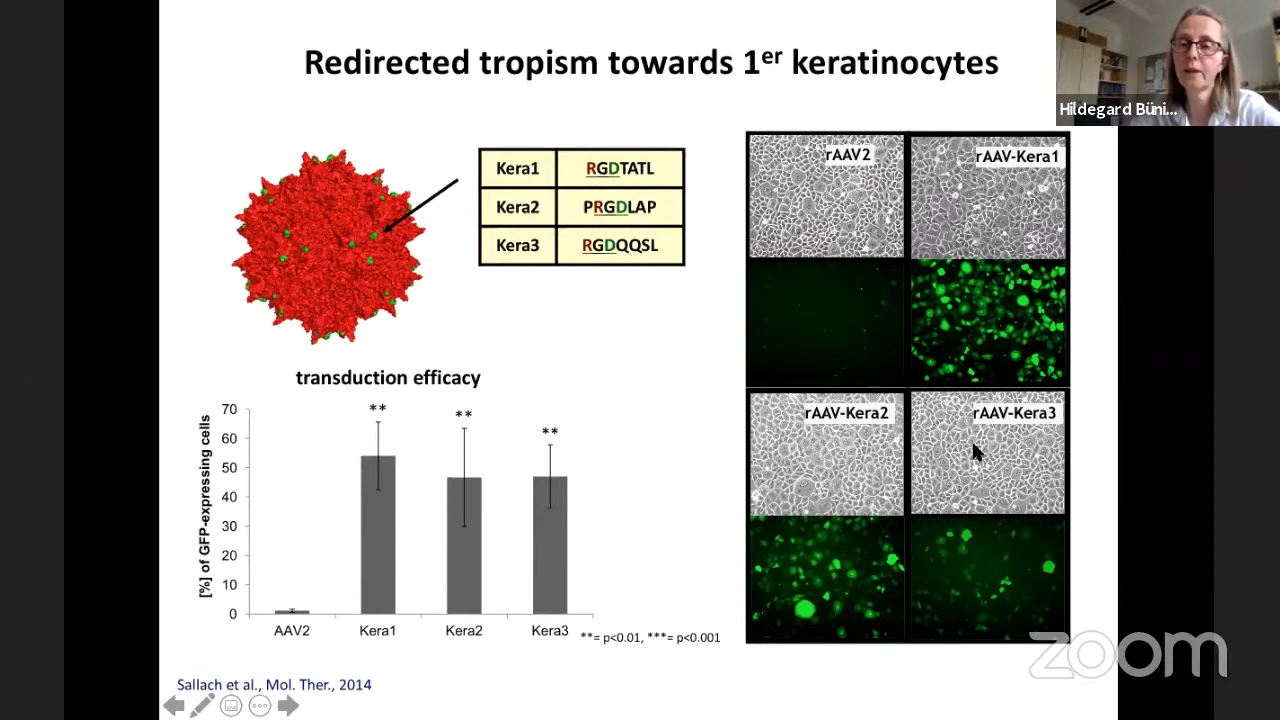 Redirected tropism towards 1er keratinocytes
Hildegard Büni...
Kera1 RGDTATL
Kera2 PRGDLAP
Kera3 RGDQQSL
rAAV2
rAAV-Kera1
rAAV-Kera2
rAAV-Kera3
transduction efficacy
[%] of GFP-expressing cells
70
60
50
40
30
20
10
0
** ** **
AAV2 Kera1 Kera2 Kera3
**= p<0.01, ***= p<0.001
Sallach et al., Mol. Ther., 2014
zoom